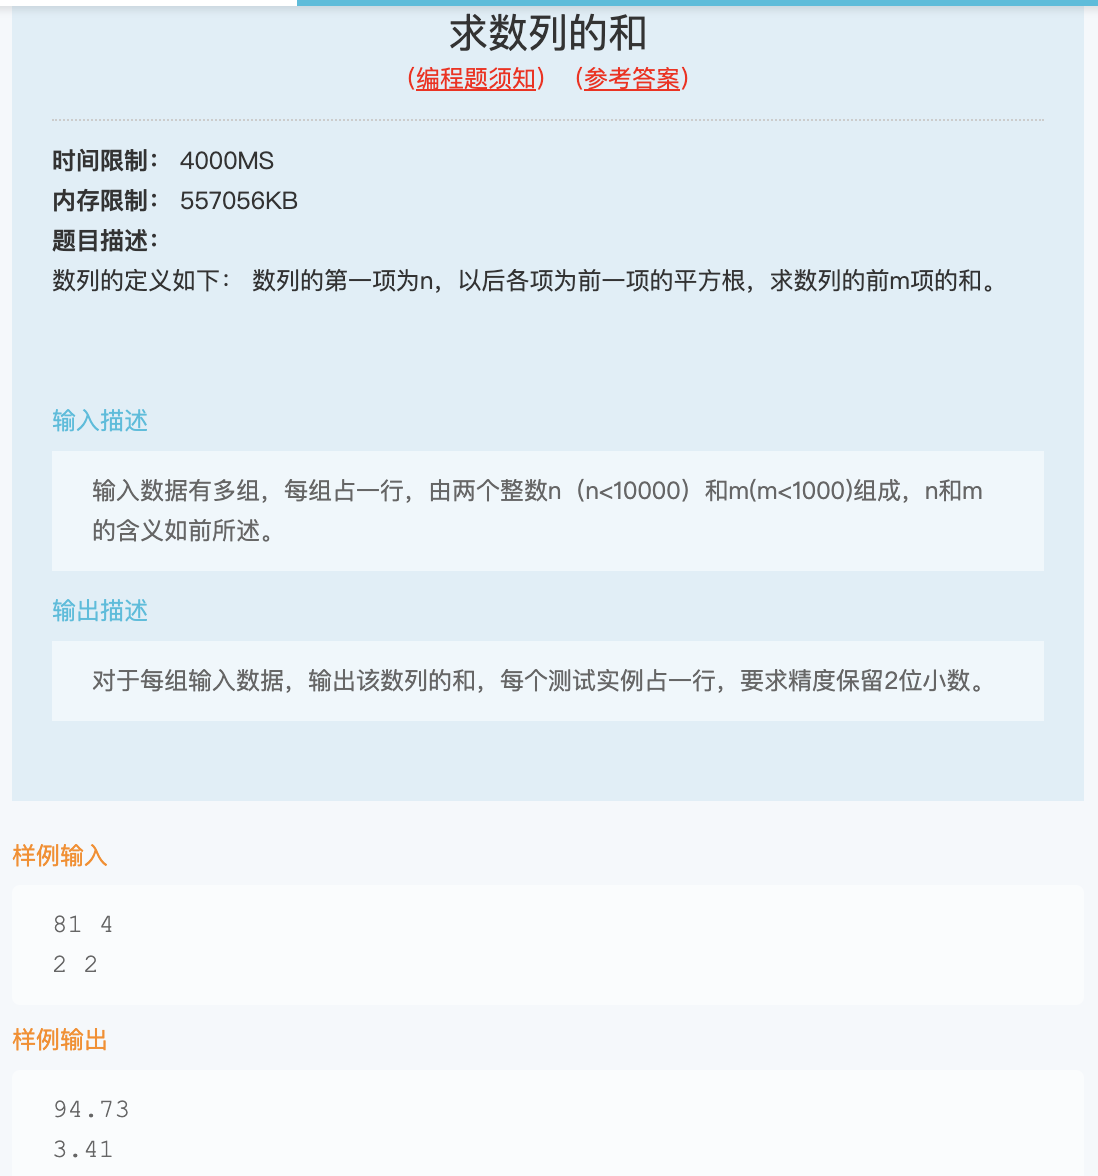 求数列的和
（编程题须知）（参考答案）
时间限制： 4000MS
内存限制： 557056KB
题目描述：
数列的定义如下： 数列的第一项为n，以后各项为前一项的平方根，求数列的前m项的和。
输入描述
输入数据有多组，每组占一行，由两个整数n（n<10000）和m(m<1000)组成，n和m
的含义如前所述。
输出描述
对于每组输入数据，输出该数列的和，每个测试实例占一行，要求精度保留2位小数。
样例输入
81 4
2 2
样例输出
94.73
3.41